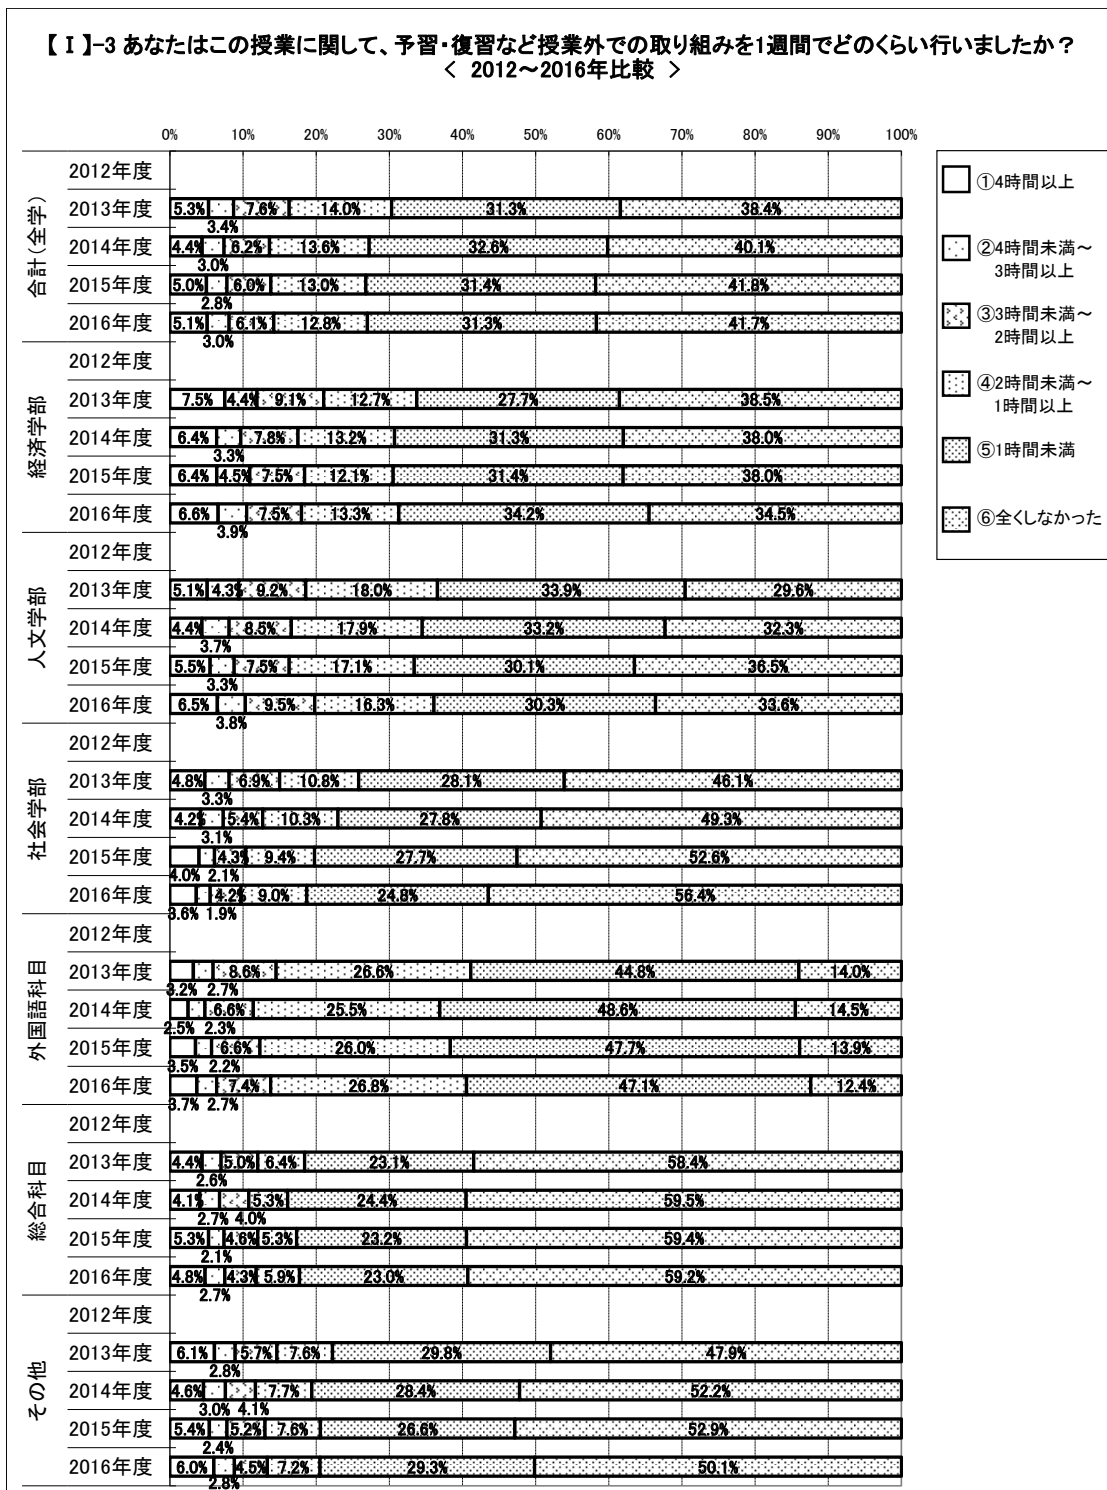 【Ⅰ】-3 あなたはこの授業に関して、予習・復習など授業外での取り組みを1週間でどのくらい行いましたか？
＜ 2012～2016年比較 ＞
0% 10% 20% 30% 40% 50% 60% 70% 80% 90% 100%
合計(全学)
2012年度
2013年度 5.3% 7.6% 14.0% 31.3% 38.4%
3.4%
2014年度 4.4% 6.2% 13.6% 32.6% 40.1%
3.0%
2015年度 5.0% 6.0% 13.0% 31.4% 41.8%
2.8%
2016年度 5.1% 6.1% 12.8% 31.3% 41.7%
3.0%
経済学部
2012年度
2013年度 7.5% 4.4% 9.1% 12.7% 27.7% 38.5%
2014年度 6.4% 7.8% 13.2% 31.3% 38.0%
3.3%
2015年度 6.4% 4.5% 7.5% 12.1% 31.4% 38.0%
2016年度 6.6% 7.5% 13.3% 34.2% 34.5%
3.9%
人文学部
2012年度
2013年度 5.1% 4.3% 9.2% 18.0% 33.9% 29.6%
2014年度 4.4% 8.5% 17.9% 33.2% 32.3%
3.7%
2015年度 5.5% 7.5% 17.1% 30.1% 36.5%
3.3%
2016年度 6.5% 9.5% 16.3% 30.3% 33.6%
3.8%
社会学部
2012年度
2013年度 4.8% 6.9% 10.8% 28.1% 46.1%
3.3%
2014年度 4.2% 5.4% 10.3% 27.8% 49.3%
3.1%
2015年度 4.3% 9.4% 27.7% 52.6%
4.0% 2.1%
2016年度 4.2% 9.0% 24.8% 56.4%
3.6% 1.9%
外国語科目
2012年度
2013年度 8.6% 26.6% 44.8% 14.0%
3.2% 2.7%
2014年度 6.6% 25.5% 48.6% 14.5%
2.5% 2.3%
2015年度 6.6% 26.0% 47.7% 13.9%
3.5% 2.2%
2016年度 7.4% 26.8% 47.1% 12.4%
3.7% 2.7%
総合科目
2012年度
2013年度 4.4% 5.0% 6.4% 23.1% 58.4%
2.6%
2014年度 4.1% 5.3% 24.4% 59.5%
2.7% 4.0%
2015年度 5.3% 4.6% 5.3% 23.2% 59.4%
2.1%
2016年度 4.8% 4.3% 5.9% 23.0% 59.2%
2.7%
その他
2012年度
2013年度 6.1% 5.7% 7.6% 29.8% 47.9%
2.8%
2014年度 4.6% 7.7% 28.4% 52.2%
3.0% 4.1%
2015年度 5.4% 5.2% 7.6% 26.6% 52.9%
2.4%
2016年度 6.0% 4.5% 7.2% 29.3% 50.1%
2.8%
①4時間以上
②4時間未満～
3時間以上
③3時間未満～
2時間以上
④2時間未満～
1時間以上
⑤1時間未満
⑥全くしなかった